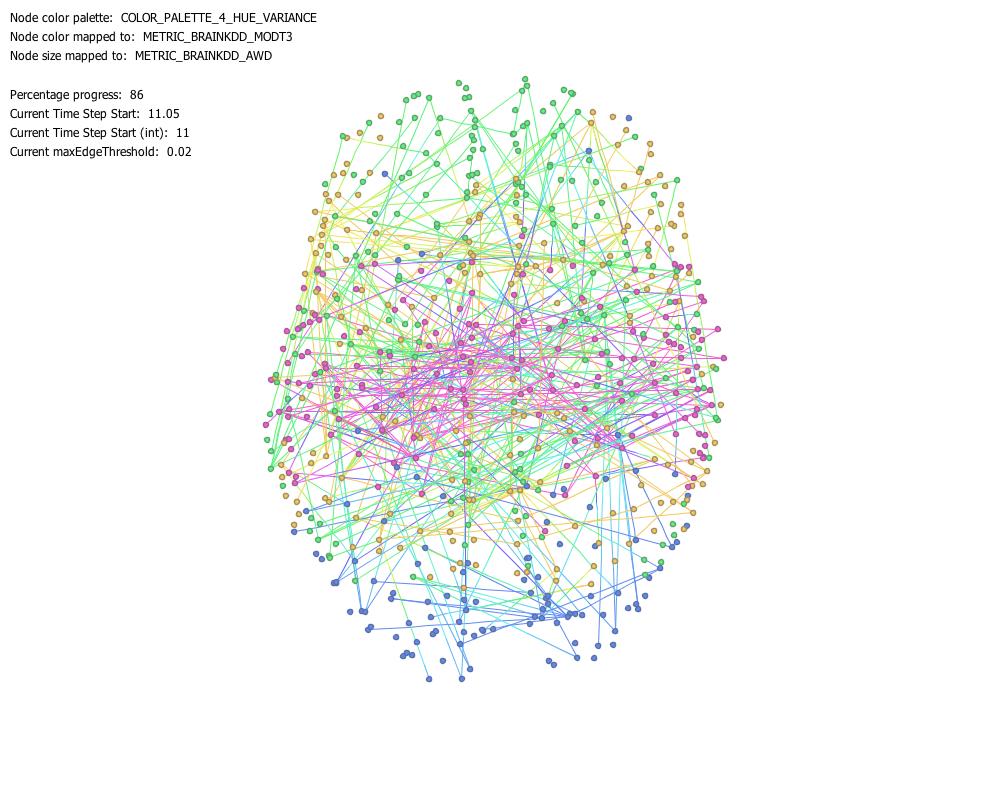 Node color palette:  COLOR_PALETTE_4_HUE_VARIANCE
Node color mapped to:  METRIC_BRAINKDD_MODT3
Node size mapped to:  METRIC_BRAINKDD_AWD
Percentage progress:  86
Current Time Step Start:  11.05
Current Time Step Start (int):  11
Current maxEdgeThreshold:  0.02